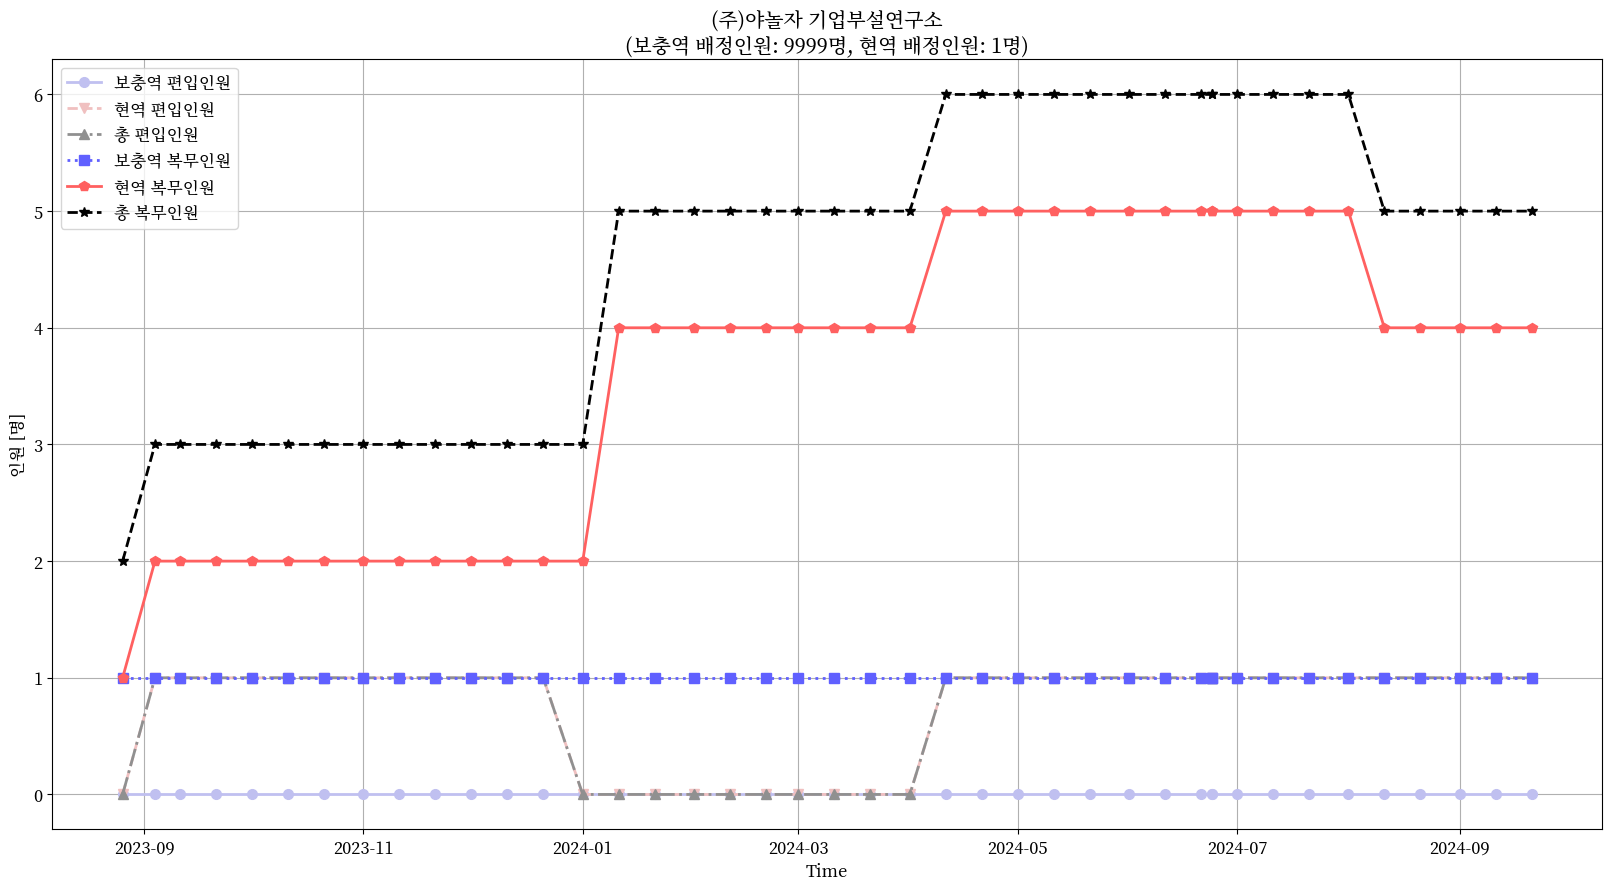 (주)야놀자 기업부설연구소
(보충역 배정인원: 9999명, 현역 배정인원: 1명)
보충역 편입인원
현역 편입인원
총 편입인원
보충역 복무인원
현역 복무인원
총 복무인원
인원 [명]
6
5
4
3
2
1
0
2023-09
2023-11
2024-01
2024-03
2024-05
2024-07
2024-09
Time